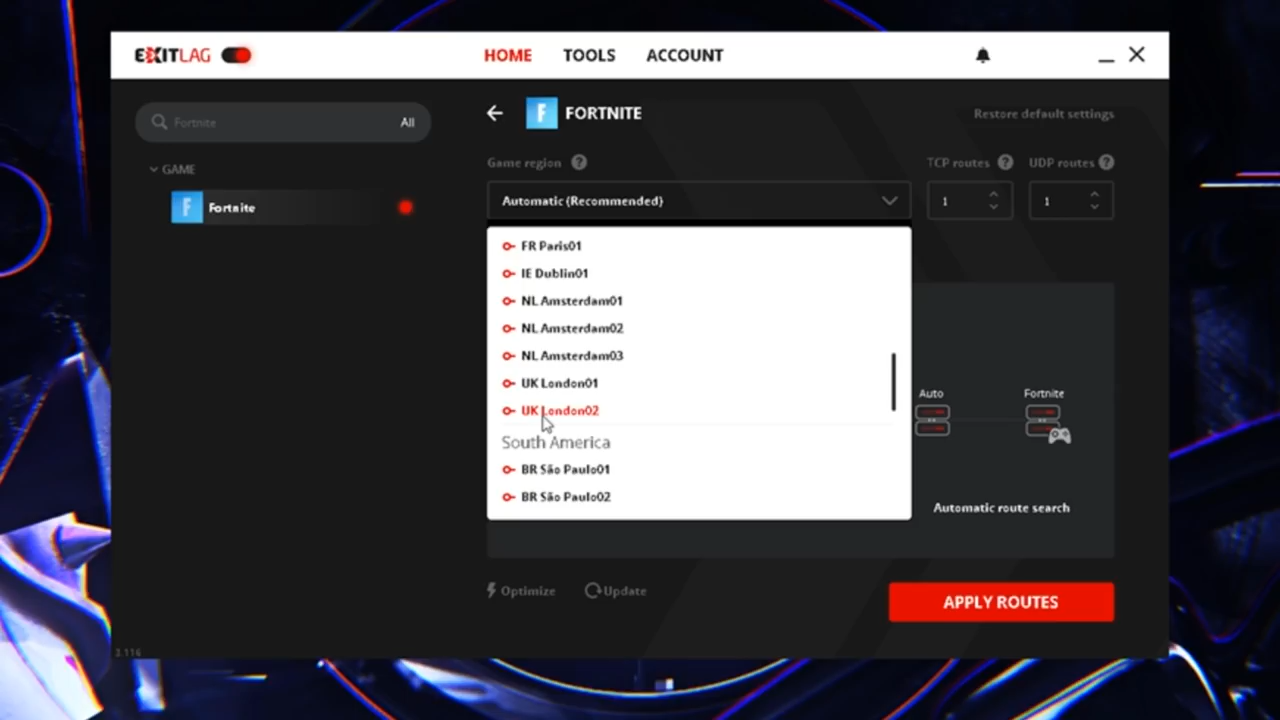 EXITLAG
HOME TOOLS ACCOUNT
Fortnite All
GAME
Fortnite
F FORTNITE
Restore default settings
Game region ?
TCP routes ? UDP routes ?
Automatic (Recommended)
1 1
FR Paris01
IE Dublin01
NL Amsterdam01
NL Amsterdam02
NL Amsterdam03
UK London01
UK London02
South America
BR São Paulo01
BR São Paulo02
Auto Fortnite
Automatic route search
Optimize Update
APPLY ROUTES